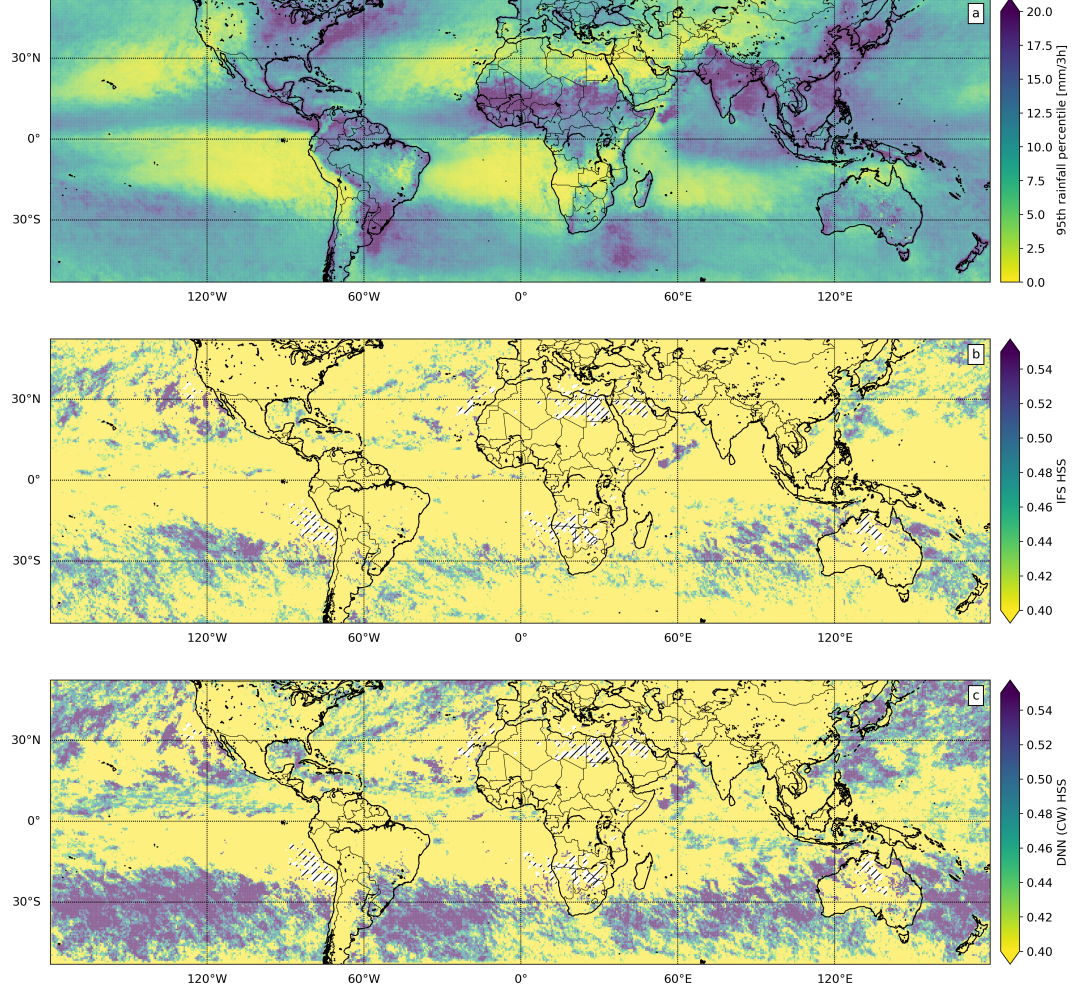 a
20.0
17.5
15.0
12.5
10.0
7.5
5.0
2.5
0.0
95th rainfall percentile [mm/3h]
30°N
0°
30°S
120°W 60°W 0° 60°E 120°E
b
0.54
0.52
0.50
0.48
0.46
0.44
0.42
0.40
IFS HSS
30°N
0°
30°S
120°W 60°W 0° 60°E 120°E
c
0.54
0.52
0.50
0.48
0.46
0.44
0.42
0.40
DNN (CW) HSS
30°N
0°
30°S
120°W 60°W 0° 60°E 120°E